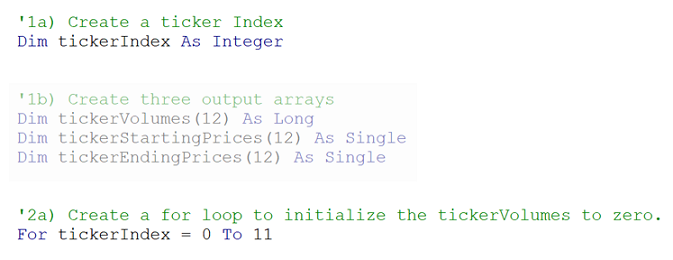 '1a) Create a ticker Index
Dim tickerIndex As Integer
'1b) Create three output arrays
Dim tickerVolumes(12) As Long
Dim tickerStartingPrices(12) As Single
Dim tickerEndingPrices(12) As Single
'2a) Create a for loop to initialize the tickerVolumes to zero.
For tickerIndex = 0 To 11